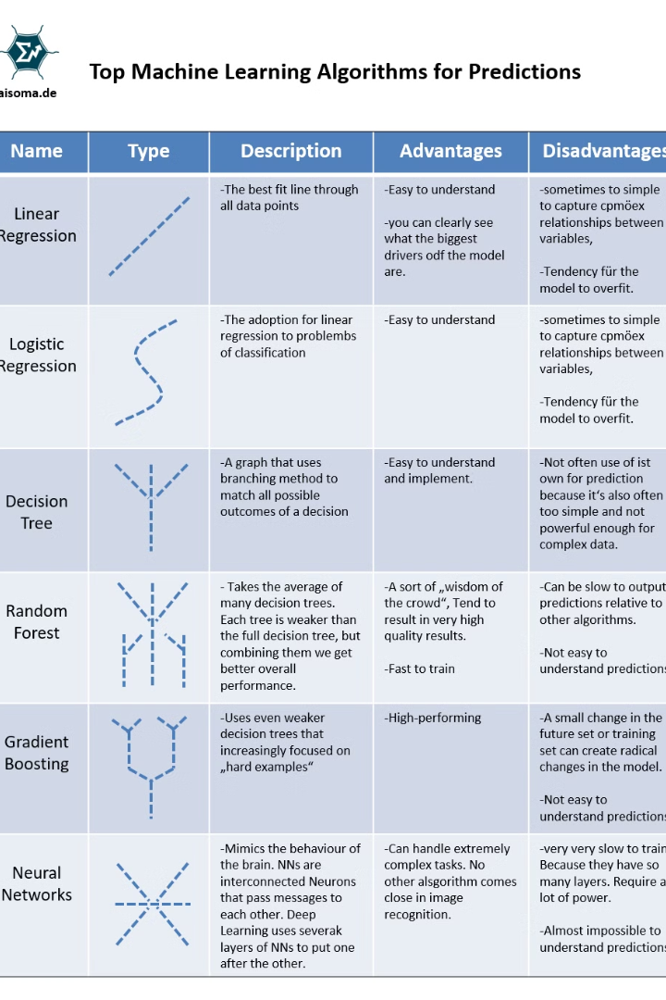 aisoma.de
Top Machine Learning Algorithms for Predictions
Name Type Description Advantages Disadvantages
Linear
Regression
-The best fit line through
all data points
-Easy to understand
-you can clearly see
what the biggest
drivers odf the model
are.
-sometimes to simple
to capture cpmöex
relationships between
variables,
-Tendency für the
model to overfit.
Logistic
Regression
-The adoption for linear
regression to problembs
of classification
-Easy to understand
-sometimes to simple
to capture cpmöex
relationships between
variables,
-Tendency für the
model to overfit.
Decision
Tree
-A graph that uses
branching method to
match all possible
outcomes of a decision
-Easy to understand
and implement.
-Not often use of ist
own for prediction
because it‘s also often
too simple and not
powerful enough for
complex data.
Random
Forest
- Takes the average of
many decision trees.
Each tree is weaker than
the full decision tree, but
combining them we get
better overall
performance.
-A sort of „wisdom of
the crowd“, Tend to
result in very high
quality results.
-Fast to train
-Can be slow to output
predictions relative to
other algorithms.
-Not easy to
understand predictions
Gradient
Boosting
-Uses even weaker
decision trees that
increasingly focused on
„hard examples“
-High-performing
-A small change in the
future set or training
set can create radical
changes in the model.
-Not easy to
understand predictions
Neural
Networks
-Mimics the behaviour of
the brain. NNs are
interconnected Neurons
that pass messages to
each other. Deep
Learning uses severak
layers of NNs to put one
after the other.
-Can handle extremely
complex tasks. No
other alsgorithm comes
close in image
recognition.
-very very slow to train
Because they have so
many layers. Require a
lot of power.
-Almost impossible to
understand predictions